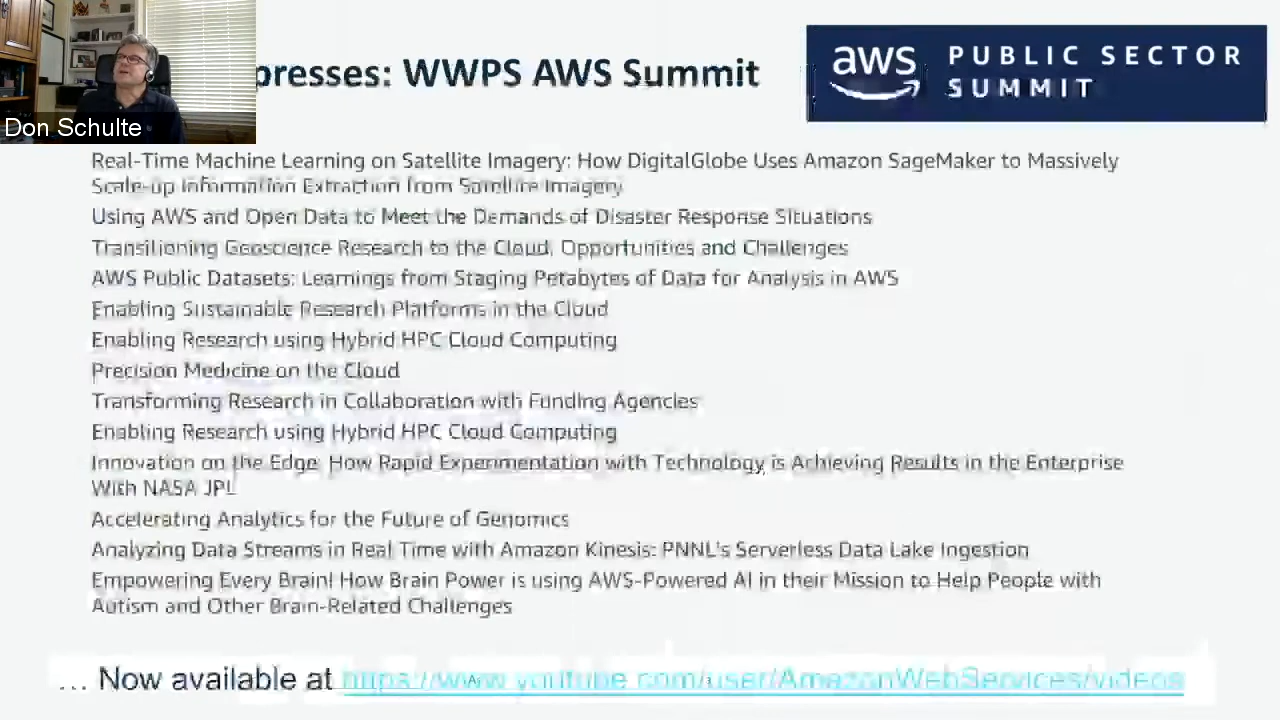 presses: WWPS AWS Summit
aws PUBLIC SECTOR
SUMMIT
Don Schulte
Real-Time Machine Learning on Satellite Imagery: How DigitalGlobe Uses Amazon SageMaker to Massively
Scale-up Information Extraction from Satellite Imagery
Using AWS and Open Data to Meet the Demands of Disaster Response Situations
Transitioning Geoscience Research to the Cloud: Opportunities and Challenges
AWS Public Datasets: Learnings from Staging Petabytes of Data for Analysis in AWS
Enabling Sustainable Research Platforms in the Cloud
Enabling Research using Hybrid HPC Cloud Computing
Precision Medicine on the Cloud
Transforming Research in Collaboration with Funding Agencies
Enabling Research using Hybrid HPC Cloud Computing
Innovation on the Edge: How Rapid Experimentation with Technology is Achieving Results in the Enterprise
With NASA JPL
Accelerating Analytics for the Future of Genomics
Analyzing Data Streams in Real Time with Amazon Kinesis: PNNL's Serverless Data Lake Ingestion
Empowering Every Brain! How Brain Power is using AWS-Powered AI in their Mission to Help People with
Autism and Other Brain-Related Challenges
... Now available at https://www.youtube.com/user/AmazonWebServices/videos